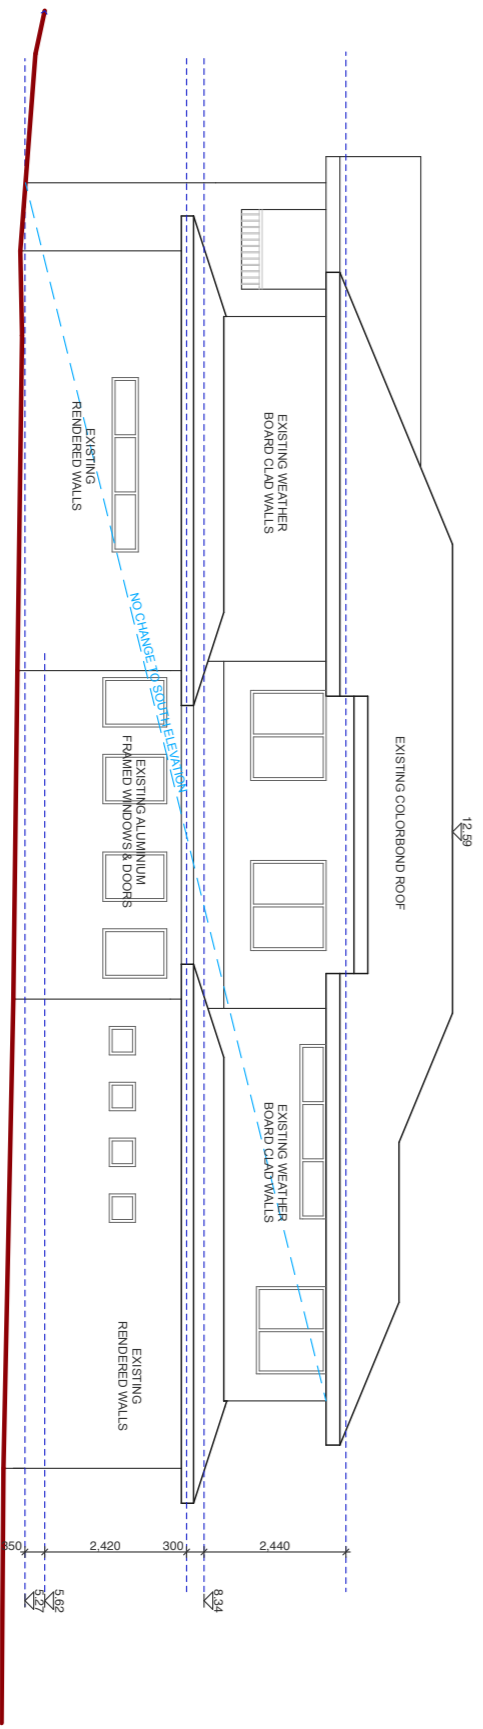 12.59
EXISTING COLORBOND ROOF
EXISTING WEATHER
BOARD CLAD WALLS
EXISTING WEATHER
BOARD CLAD WALLS
2,440
8.34
300
NO CHANGE TO SOUTH ELEVATION
EXISTING
RENDERED WALLS
EXISTING ALUMINIUM
FRAMED WINDOWS & DOORS
EXISTING
RENDERED WALLS
2,420
5.62
5.27